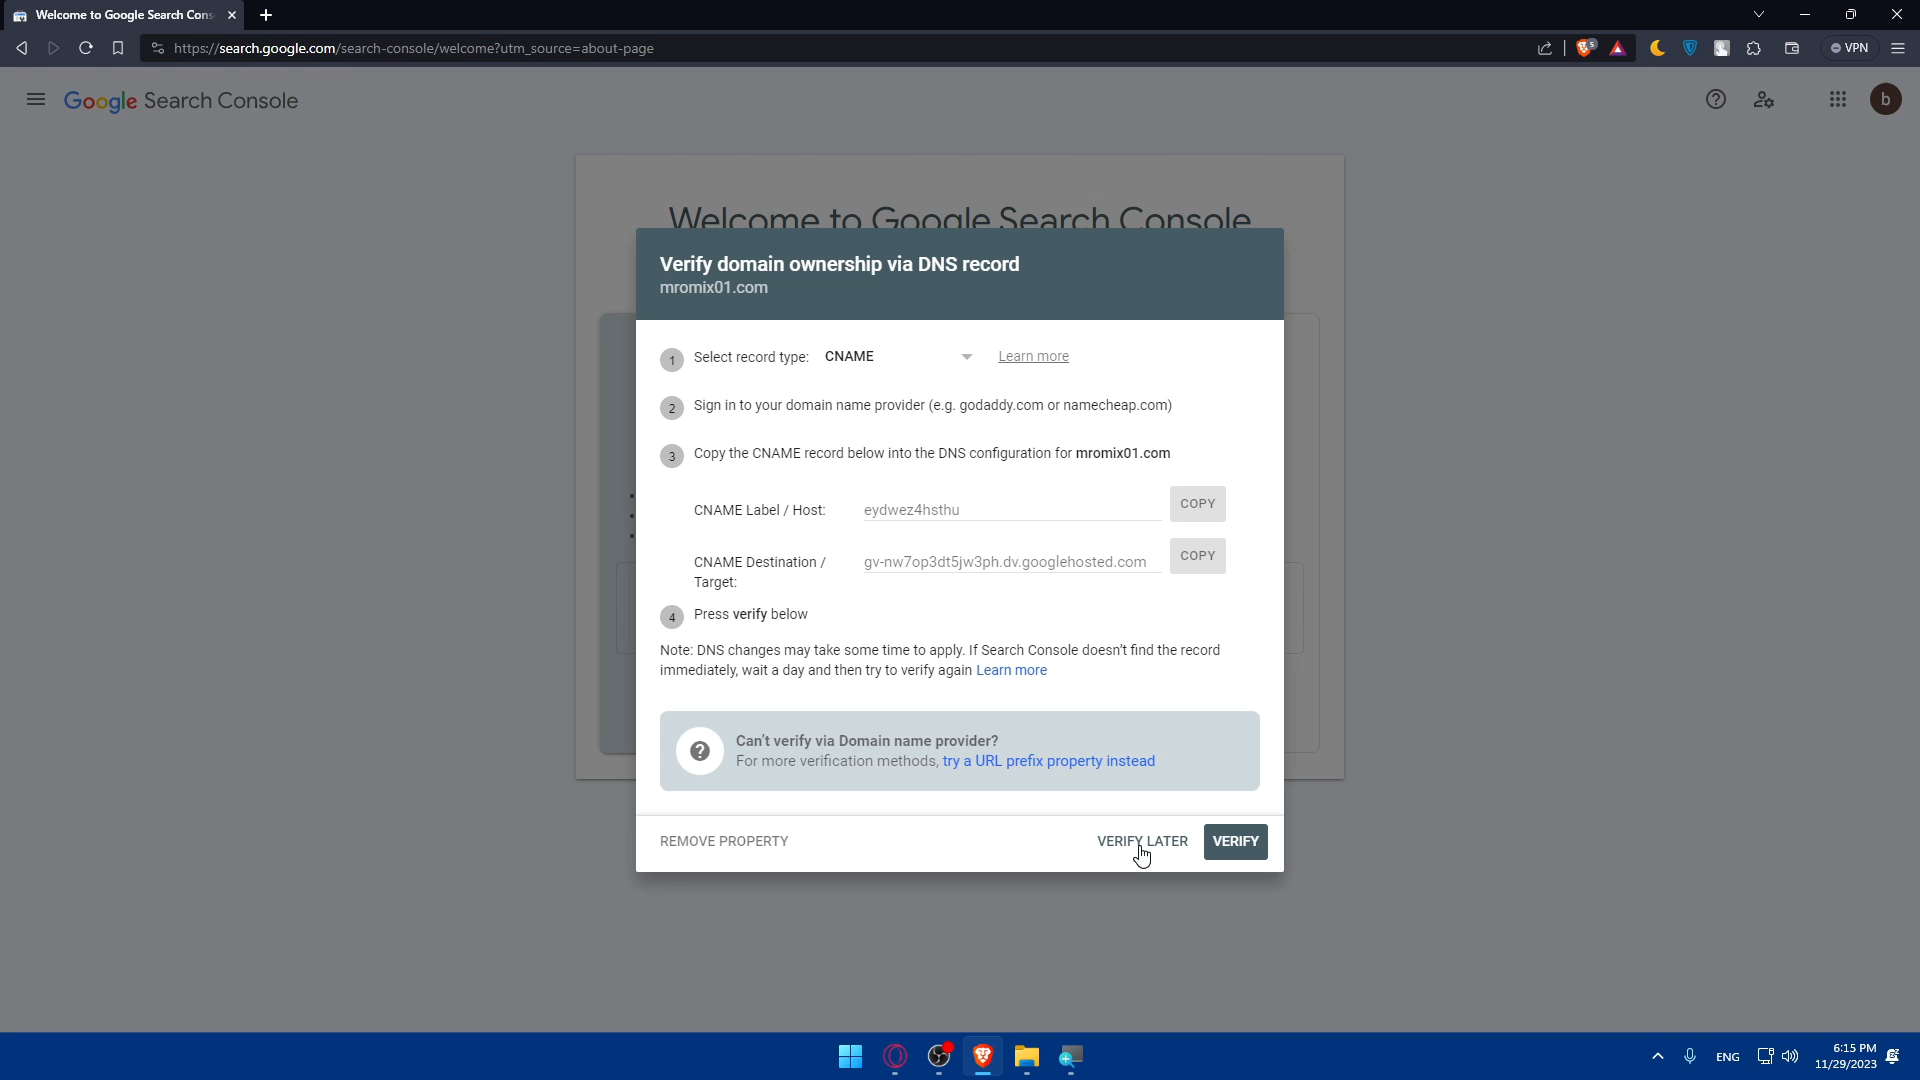 Welcome to Google Search Cons
https://search.google.com/search-console/welcome?utm_source=about-page
5
VPN
Google Search Console
b
Welcome to Google Search Console
Verify domain ownership via DNS record
mromix01.com
1 Select record type: CNAME Learn more
2 Sign in to your domain name provider (e.g. godaddy.com or namecheap.com)
3 Copy the CNAME record below into the DNS configuration for mromix01.com
CNAME Label / Host: eydwez4hsthu COPY
CNAME Destination / gv-nw7op3dt5jw3ph.dv.googlehosted.com COPY
Target:
4 Press verify below
Note: DNS changes may take some time to apply. If Search Console doesn't find the record
immediately, wait a day and then try to verify again Learn more
Can't verify via Domain name provider?
For more verification methods, try a URL prefix property instead
REMOVE PROPERTY VERIFY LATER VERIFY
ENG
6:15 PM
11/29/2023